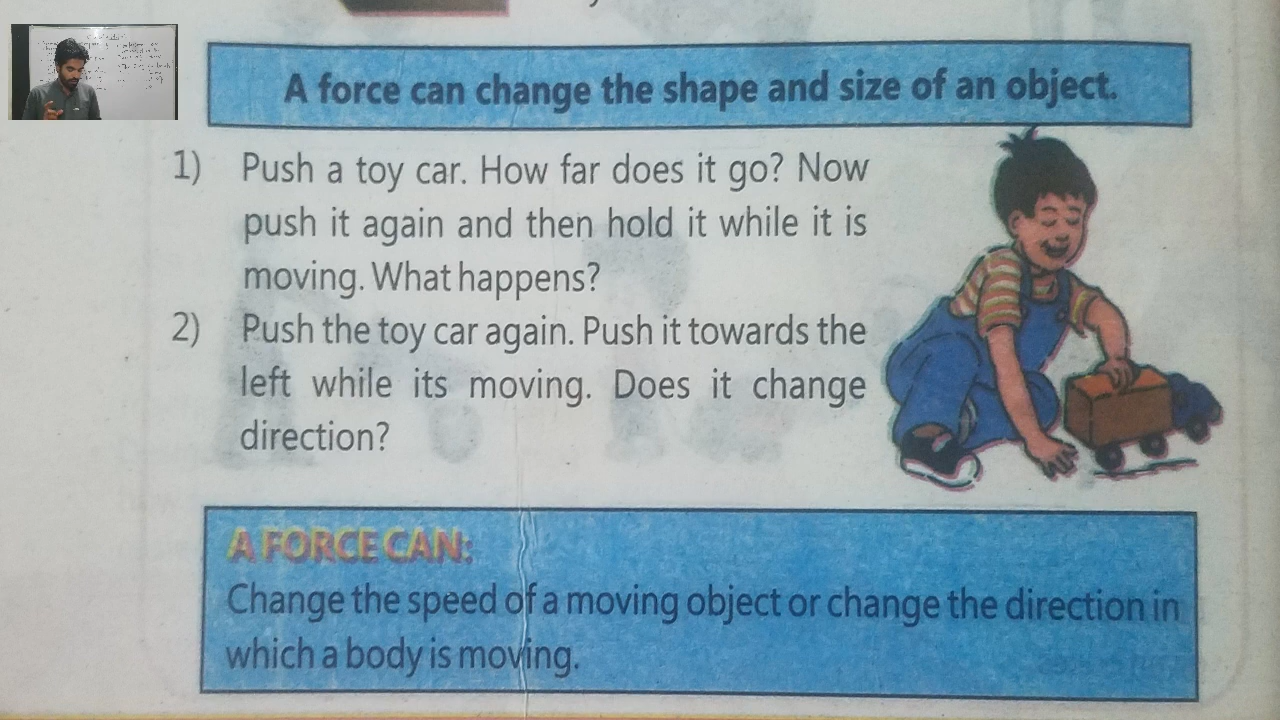 A force can change the shape and size of an object.
1) Push a toy car. How far does it go? Now
push it again and then hold it while it is
moving. What happens?
2) Push the toy car again. Push it towards the
left while its moving. Does it change
direction?
A FORCE CAN:
Change the speed of a moving object or change the direction in
which a body is moving.